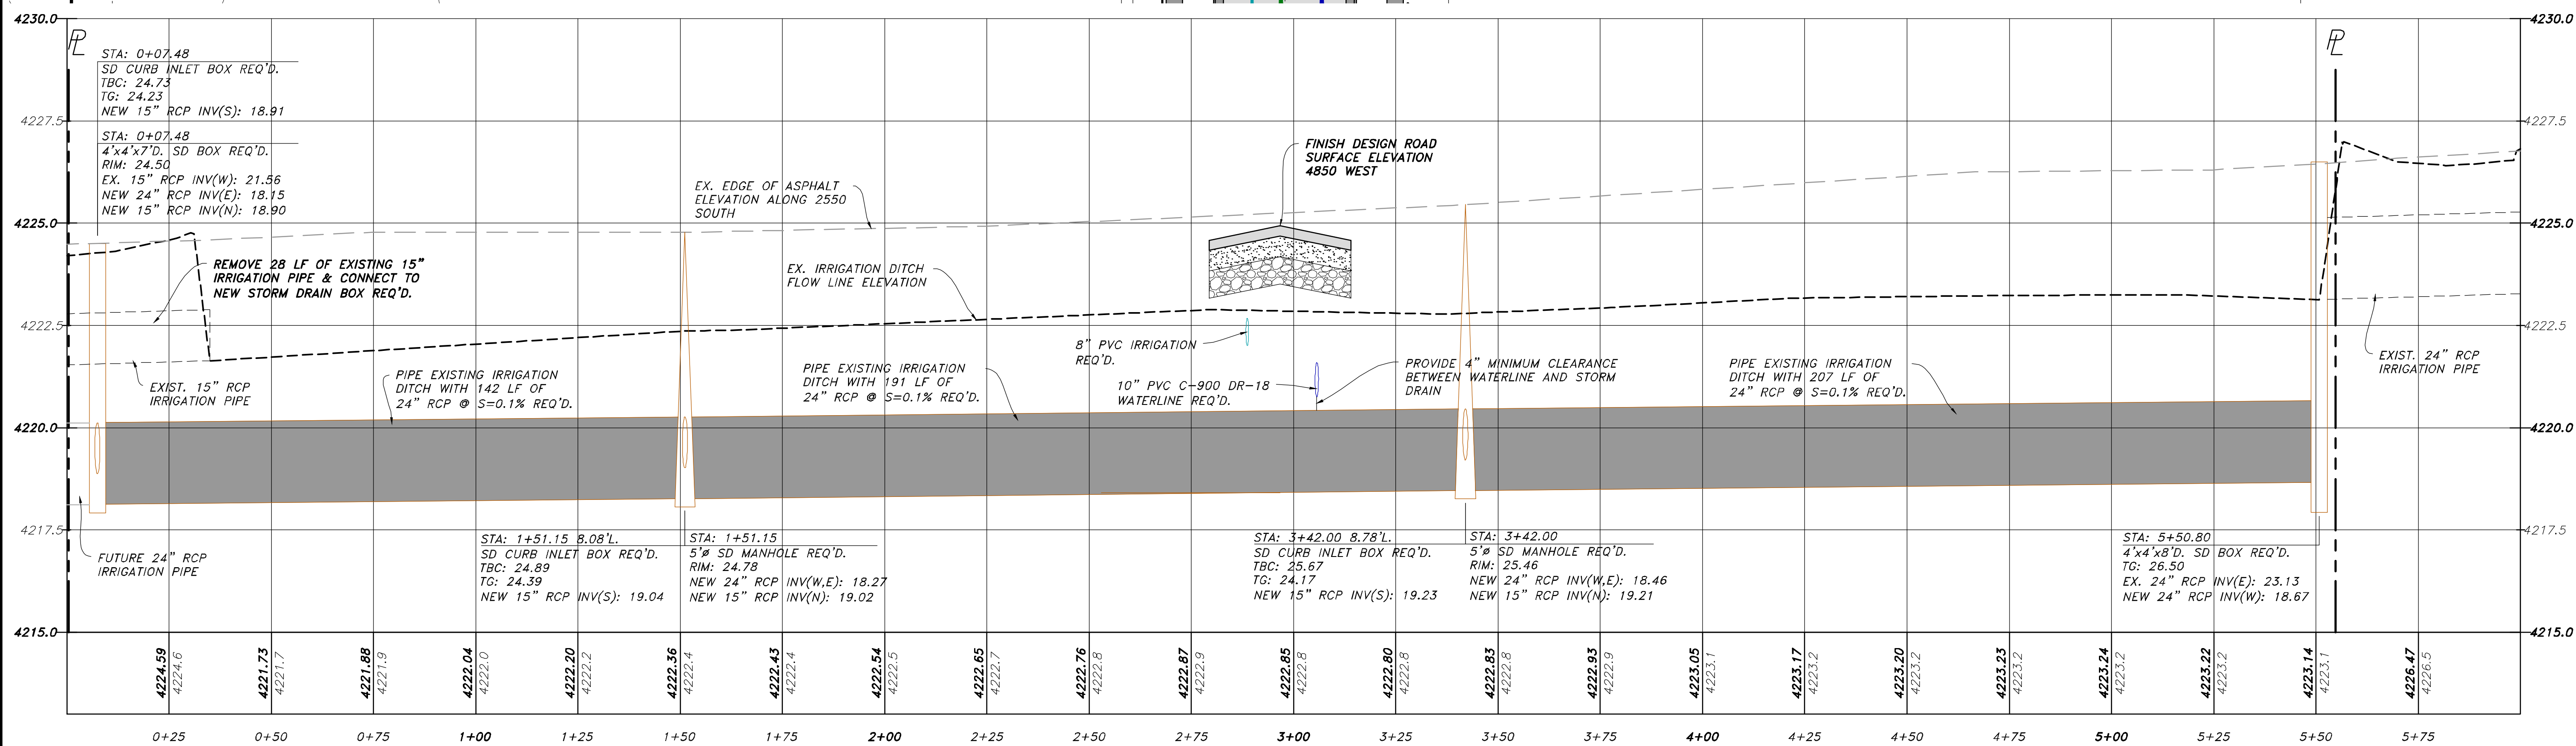 4230.0
4230.0
PL
PL
STA: 0+07.48
SD CURB INLET BOX REQ'D.
TBC: 24.73
TG: 24.23
NEW 15" RCP INV(S): 18.91
4227.5
4227.5
STA: 0+07.48
4'x4'x7'D. SD BOX REQ'D.
RIM: 24.50
EX. 15" RCP INV(W): 21.56
NEW 24" RCP INV(E): 18.15
NEW 15" RCP INV(N): 18.90
FINISH DESIGN ROAD
SURFACE ELEVATION
4850 WEST
EX. EDGE OF ASPHALT
ELEVATION ALONG 2550
SOUTH
4225.0
4225.0
REMOVE 28 LF OF EXISTING 15"
IRRIGATION PIPE & CONNECT TO
NEW STORM DRAIN BOX REQ'D.
EX. IRRIGATION DITCH
FLOW LINE ELEVATION
4222.5
4222.5
8" PVC IRRIGATION
REQ'D.
EXIST. 15" RCP
IRRIGATION PIPE
PIPE EXISTING IRRIGATION
DITCH WITH 142 LF OF
24" RCP @ S=0.1% REQ'D.
PIPE EXISTING IRRIGATION
DITCH WITH 191 LF OF
24" RCP @ S=0.1% REQ'D.
10" PVC C-900 DR-18
WATERLINE REQ'D.
PROVIDE 4" MINIMUM CLEARANCE
BETWEEN WATERLINE AND STORM
DRAIN
PIPE EXISTING IRRIGATION
DITCH WITH 207 LF OF
24" RCP @ S=0.1% REQ'D.
EXIST. 24" RCP
IRRIGATION PIPE
4220.0
4220.0
4217.5
4217.5
FUTURE 24" RCP
IRRIGATION PIPE
STA: 1+51.15 8.08'L.
SD CURB INLET BOX REQ'D.
TBC: 24.89
TG: 24.39
NEW 15" RCP INV(S): 19.04
STA: 1+51.15
5'ø SD MANHOLE REQ'D.
RIM: 24.78
NEW 24" RCP INV(W,E): 18.27
NEW 15" RCP INV(N): 19.02
STA: 3+42.00 8.78'L.
SD CURB INLET BOX REQ'D.
TBC: 25.67
TG: 24.17
NEW 15" RCP INV(S): 19.23
STA: 3+42.00
5'ø SD MANHOLE REQ'D.
RIM: 25.46
NEW 24" RCP INV(W,E): 18.46
NEW 15" RCP INV(N): 19.21
STA: 5+50.80
4'x4'x8'D. SD BOX REQ'D.
TG: 26.50
EX. 24" RCP INV(E): 23.13
NEW 24" RCP INV(W): 18.67
4215.0
4215.0
4224.59
4224.6
4221.73
4221.7
4221.88
4221.9
4222.04
4222.0
4222.20
4222.2
4222.36
4222.4
4222.43
4222.4
4222.54
4222.5
4222.65
4222.7
4222.76
4222.8
4222.87
4222.9
4222.85
4222.8
4222.80
4222.8
4222.83
4222.8
4222.93
4222.9
4223.05
4223.1
4223.17
4223.2
4223.20
4223.2
4223.23
4223.2
4223.24
4223.2
4223.22
4223.2
4223.14
4223.1
4226.47
4226.5
0+25
0+50
0+75
1+00
1+25
1+50
1+75
2+00
2+25
2+50
2+75
3+00
3+25
3+50
3+75
4+00
4+25
4+50
4+75
5+00
5+25
5+50
5+75